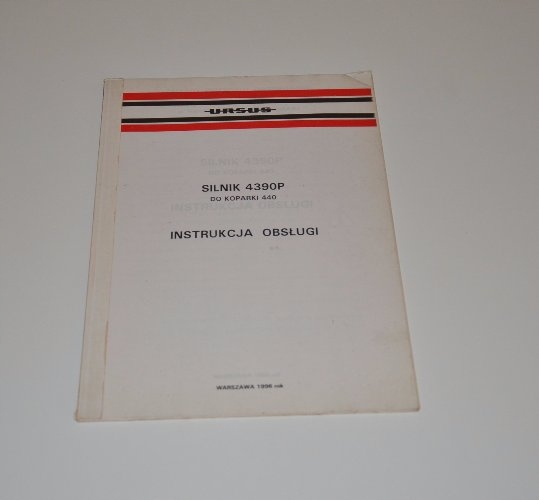 URSUS
SILNIK 4390P
DO KOPARKI 440
INSTRUKCJA OBSŁUGI
WARSZAWA 1996 rok